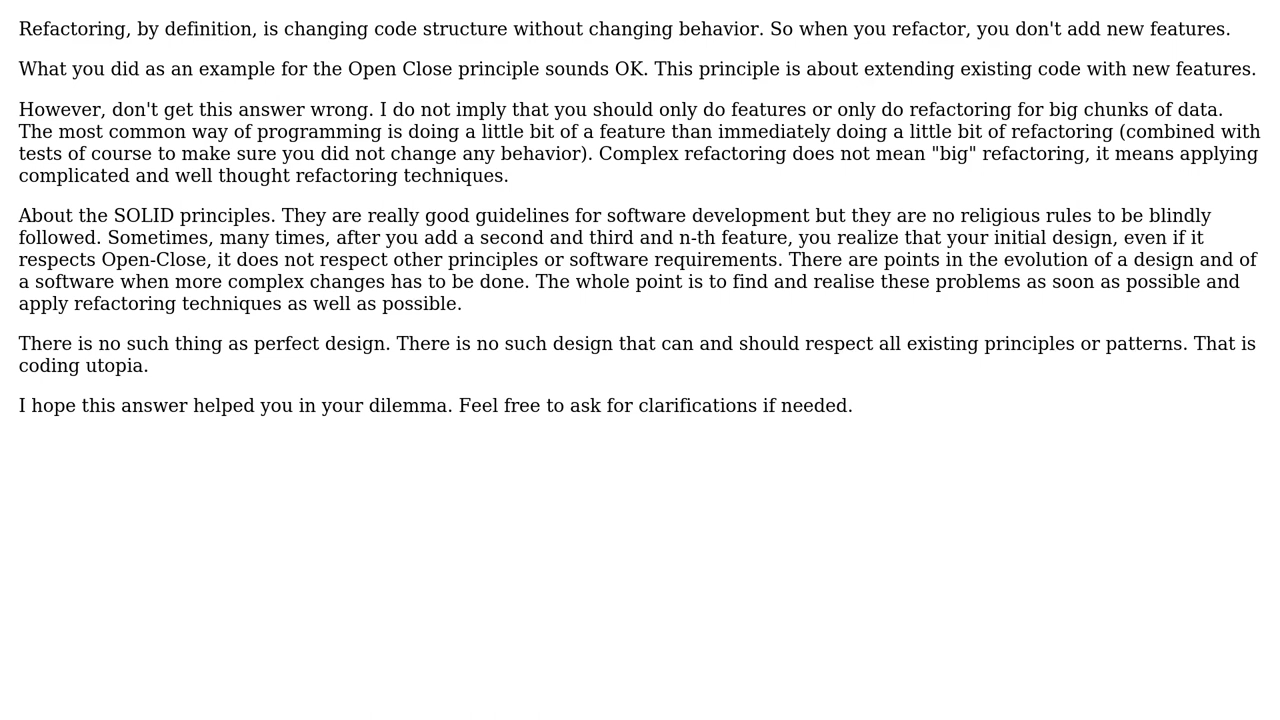 Refactoring, by definition, is changing code structure without changing behavior. So when you refactor, you don't add new features.
What you did as an example for the Open Close principle sounds OK. This principle is about extending existing code with new features.
However, don't get this answer wrong. I do not imply that you should only do features or only do refactoring for big chunks of data.
The most common way of programming is doing a little bit of a feature than immediately doing a little bit of refactoring (combined with
tests of course to make sure you did not change any behavior). Complex refactoring does not mean "big" refactoring, it means applying
complicated and well thought refactoring techniques.
About the SOLID principles. They are really good guidelines for software development but they are no religious rules to be blindly
followed. Sometimes, many times, after you add a second and third and n-th feature, you realize that your initial design, even if it
respects Open-Close, it does not respect other principles or software requirements. There are points in the evolution of a design and of
a software when more complex changes has to be done. The whole point is to find and realise these problems as soon as possible and
apply refactoring techniques as well as possible.
There is no such thing as perfect design. There is no such design that can and should respect all existing principles or patterns. That is
coding utopia.
I hope this answer helped you in your dilemma. Feel free to ask for clarifications if needed.